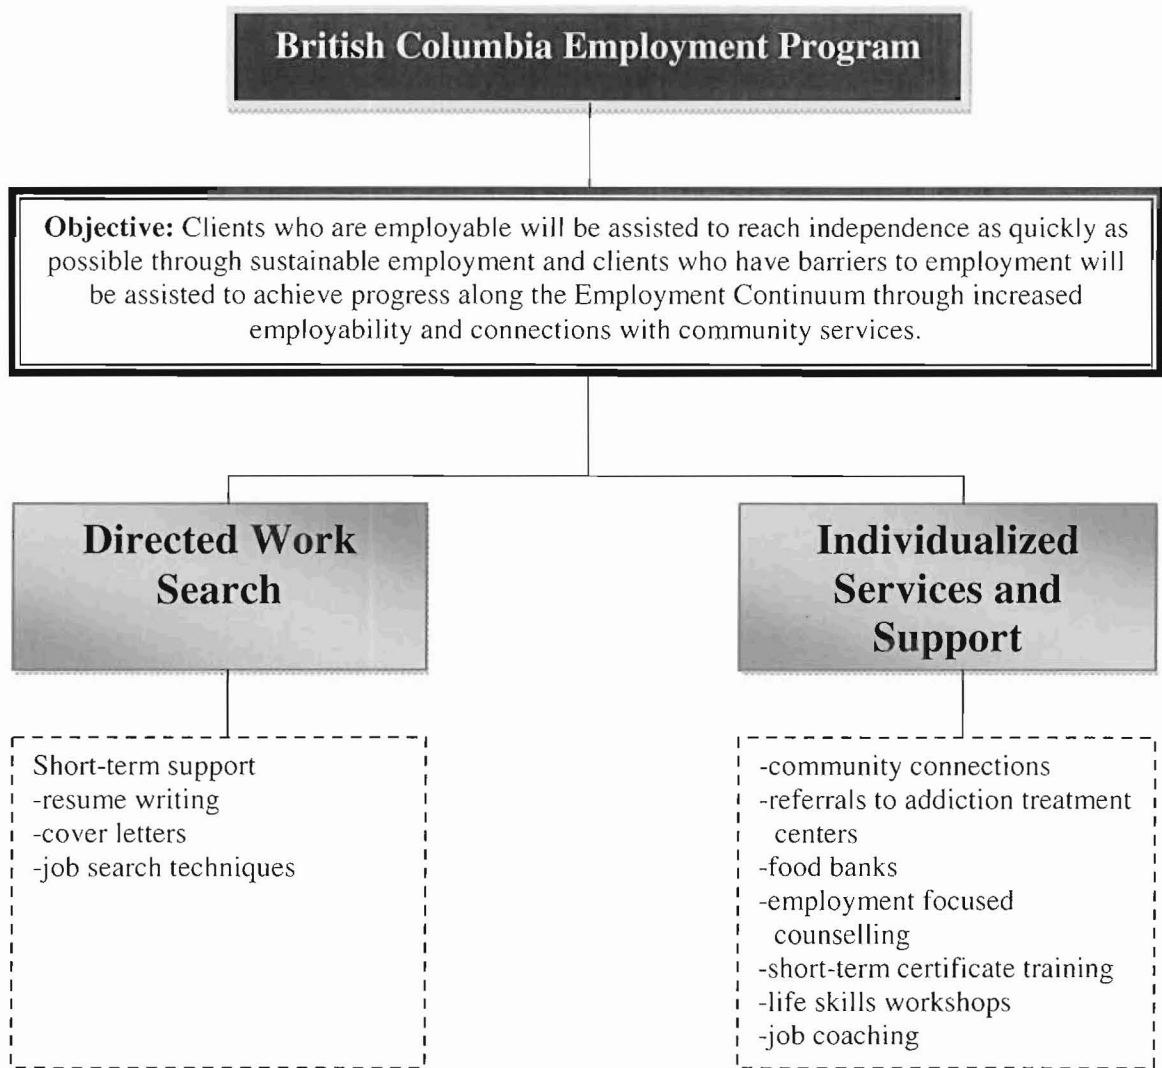 British Columbia Employment Program
Objective: Clients who are employable will be assisted to reach independence as quickly as
possible through sustainable employment and clients who have barriers to employment will
be assisted to achieve progress along the Employment Continuum through increased
employability and connections with community services.
Directed Work
Search
Short-term support
-resume writing
-cover letters
-job search techniques
Individualized
Services and
Support
-community connections
-referrals to addiction treatment
centers
-food banks
-employment focused
counselling
-short-term certificate training
-life skills workshops
-job coaching